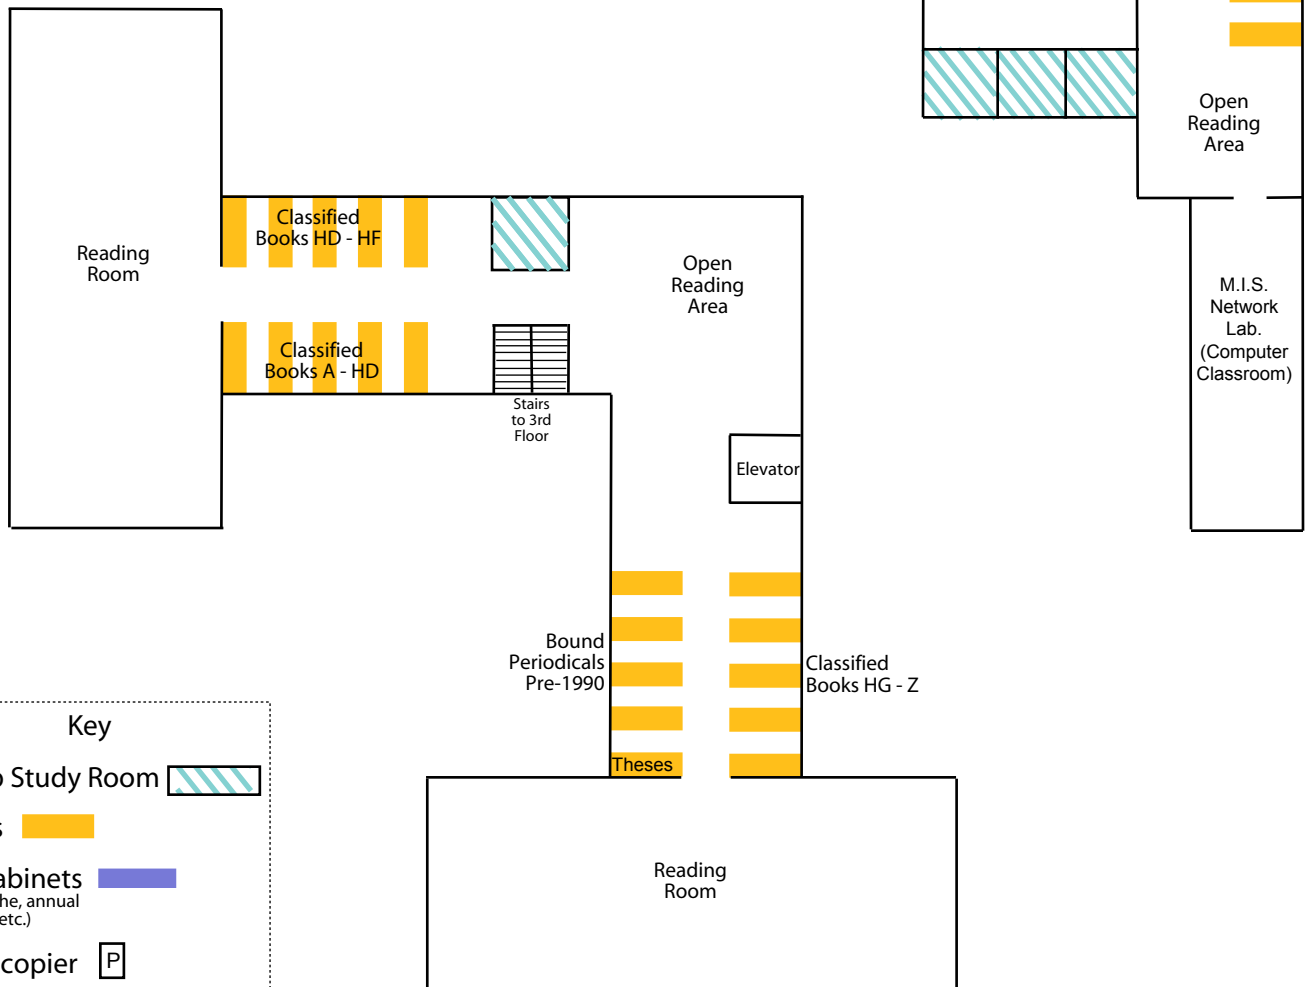 Open
Reading
Area
Classified
Books HD - HF
Reading
Room
Open
Reading
Area
M.I.S.
Network
Lab.
(Computer
Classroom)
Classified
Books A - HD
Stairs
to 3rd
Floor
Elevator
Bound
Periodicals
Pre-1990
Classified
Books HG - Z
Theses
Reading
Room
Key
Study Room
abinets
he, annual
etc.)
copier P